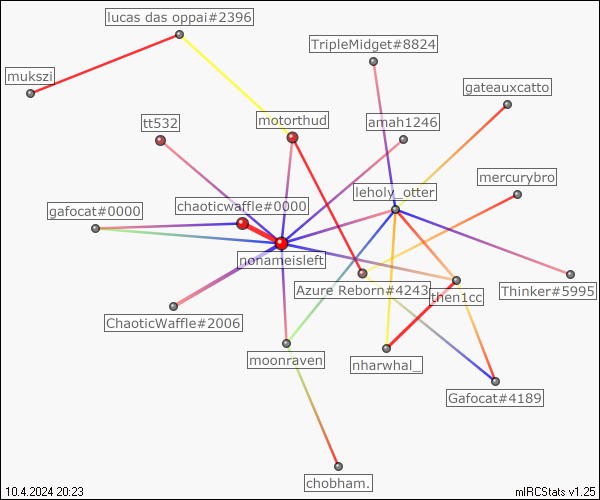 lucas das oppai#2396
TripleMidget#8824
mukszi
gateauxcatto
tt532
motorthud
amah1246
mercurybro
leholy_otter
gafocat#0000
chaoticwaffle#0000
nonameisleft
Azure Reborn#4243
then1cc
Thinker#5995
ChaoticWaffle#2006
moonraven
nharwhal_
Gafocat#4189
chobham.
10.4.2024 20:23
mIRCStats v1.25